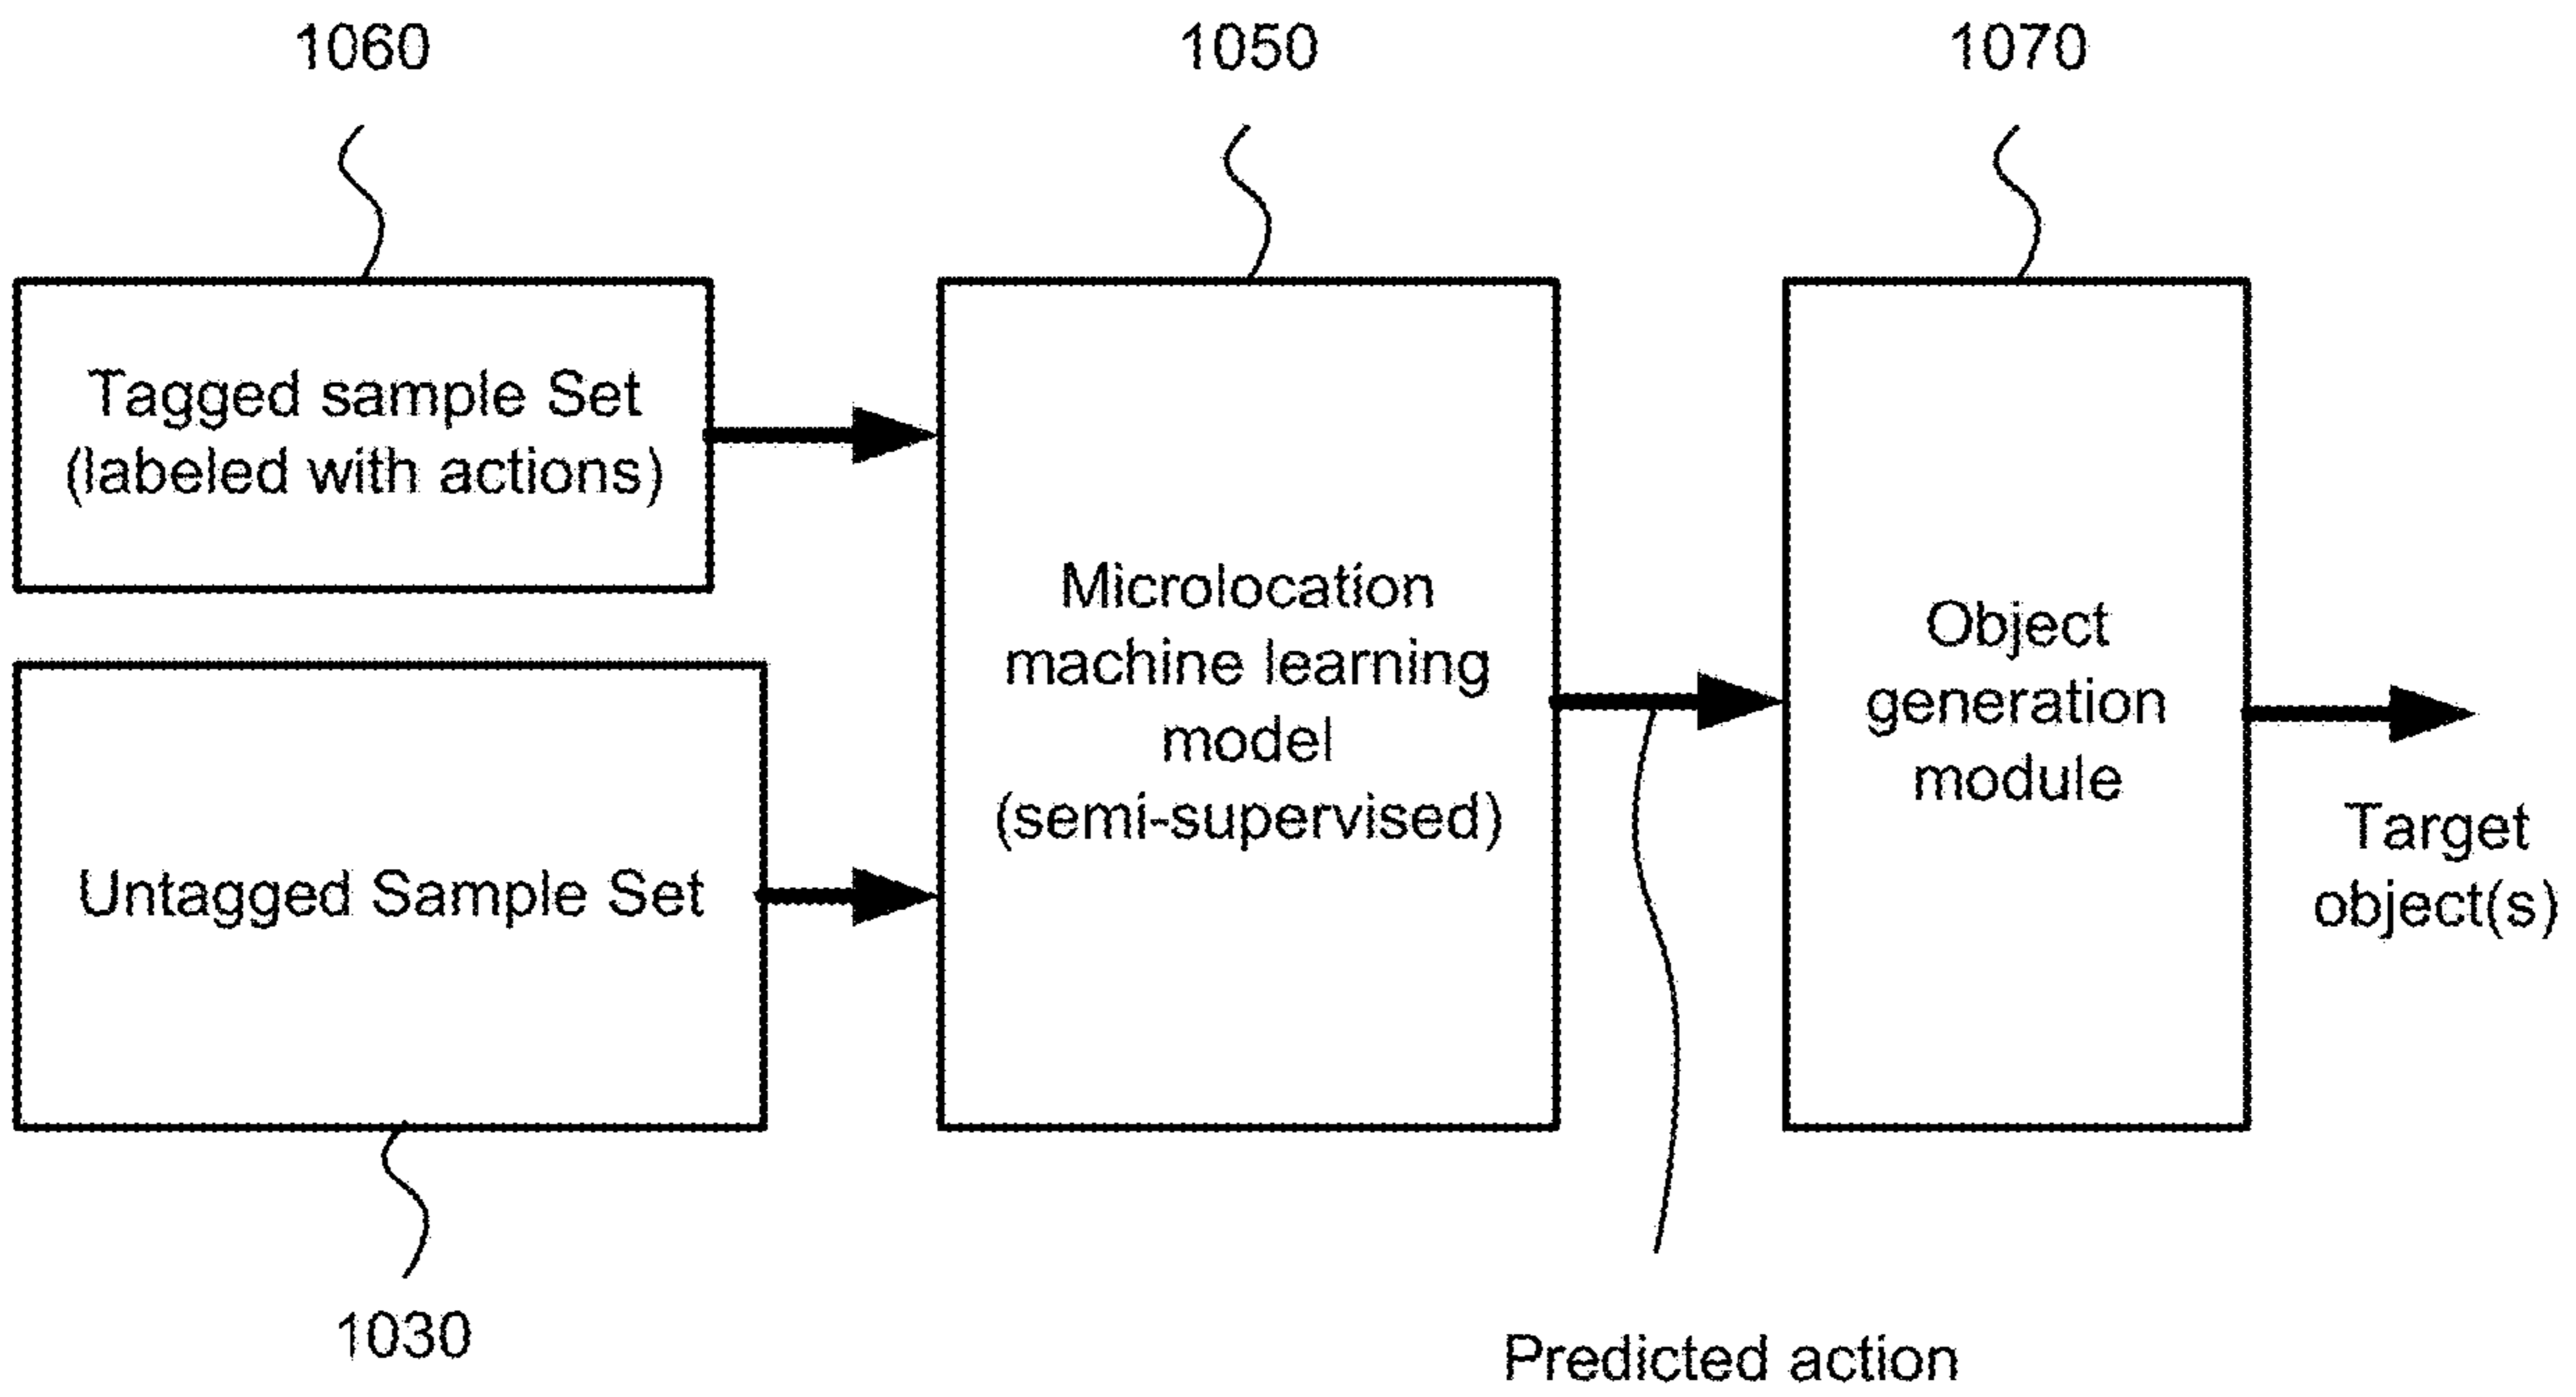 1060
1050
1070
Tagged sample Set
(labeled with actions)
Microlocation
machine learning
model
(semi-supervised)
Object
generation
module
Target
object(s)
Untagged Sample Set
1030
Predicted action